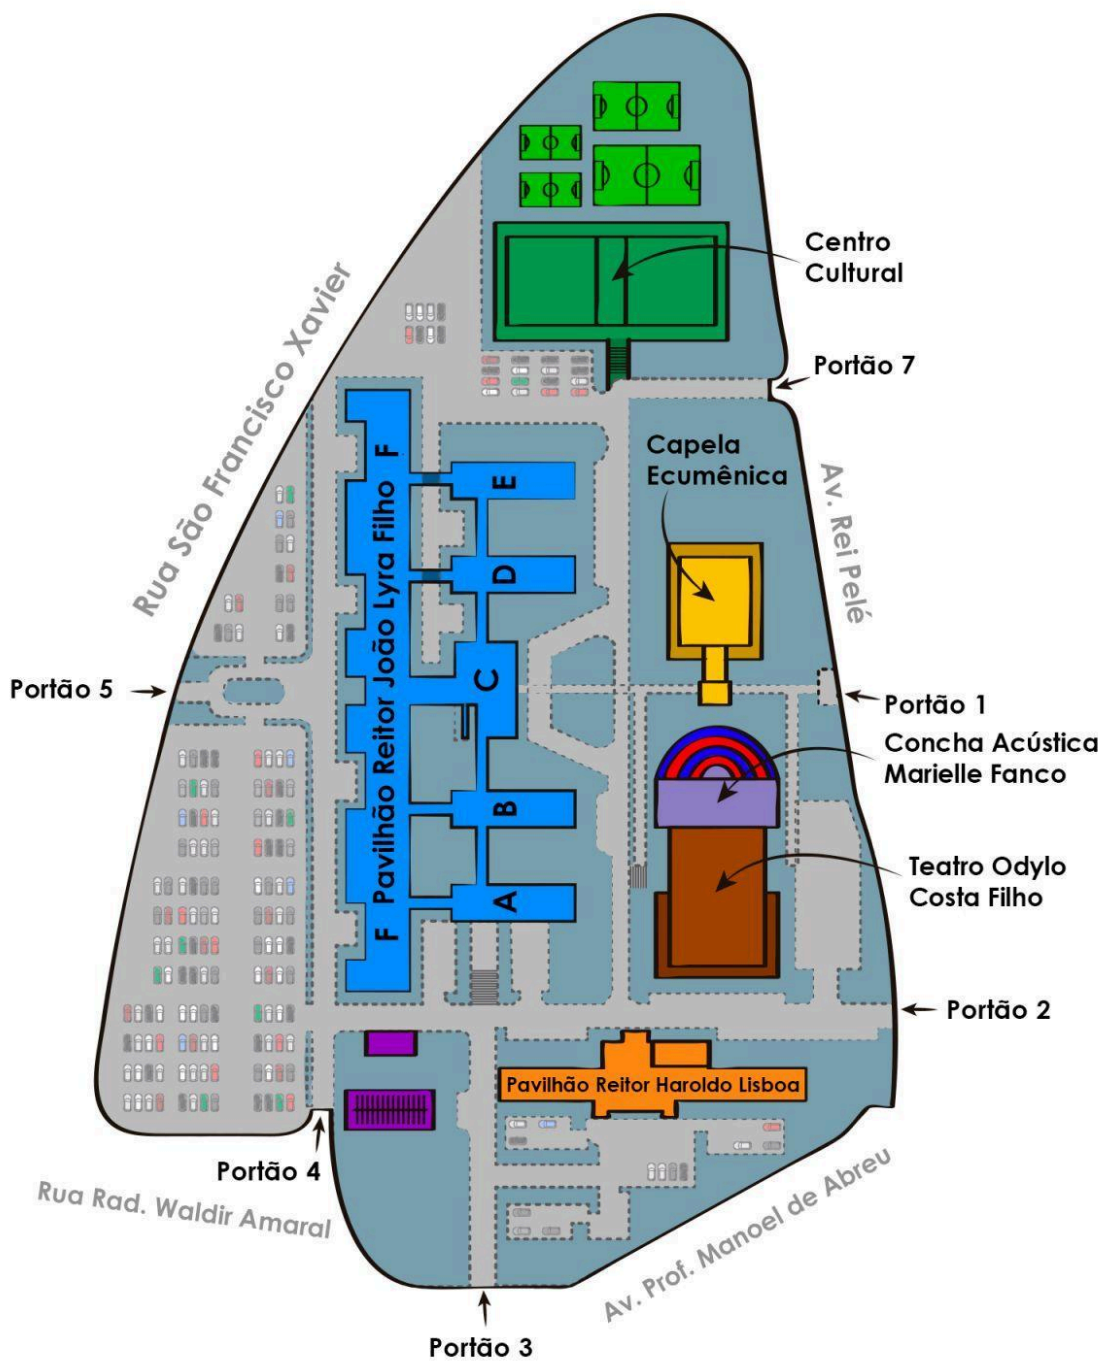 Centro
Cultural
Portão 7
Rua São Francisco Xavier
Capela
Ecumênica
Av. Rei Pelé
F
E
D
C
B
A
F
Pavilhão Reitor João Lyra Filho
Portão 5
Portão 1
Concha Acústica
Marielle Fanco
Teatro Odylo
Costa Filho
Portão 2
Pavilhão Reitor Haroldo Lisboa
Portão 4
Rua Rad. Waldir Amaral
Av. Prof. Manoel de Abreu
Portão 3